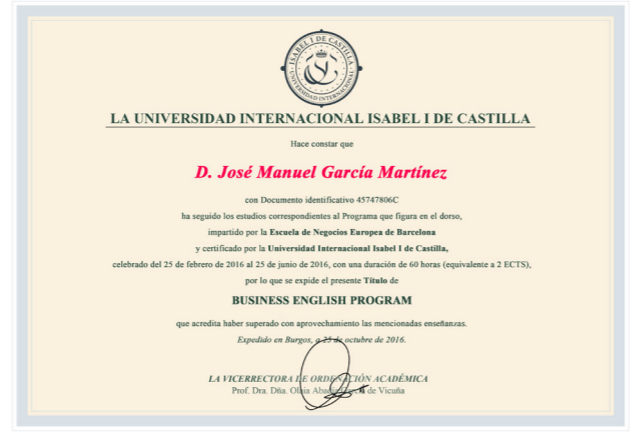 ISABEL I DE CASTILLA
UNIVERSIDAD INTERNACIONAL
LA UNIVERSIDAD INTERNACIONAL ISABEL I DE CASTILLA
Hace constar que
D. José Manuel García Martínez
con Documento identificativo 45747806C
ha seguido los estudios correspondientes al Programa que figura en el dorso,
impartido por la Escuela de Negocios Europea de Barcelona
y certificado por la Universidad Internacional Isabel I de Castilla,
celebrado del 25 de febrero de 2016 al 25 de junio de 2016, con una duración de 60 horas (equivalente a 2 ECTS),
por lo que se expide el presente Título de
BUSINESS ENGLISH PROGRAM
que acredita haber superado con aprovechamiento las mencionadas enseñanzas.
Expedido en Burgos, a 25 de octubre de 2016.
LA VICERRECTORA DE ORDENACIÓN ACADÉMICA
Prof. Dra. Dña. Olga de Vicuña